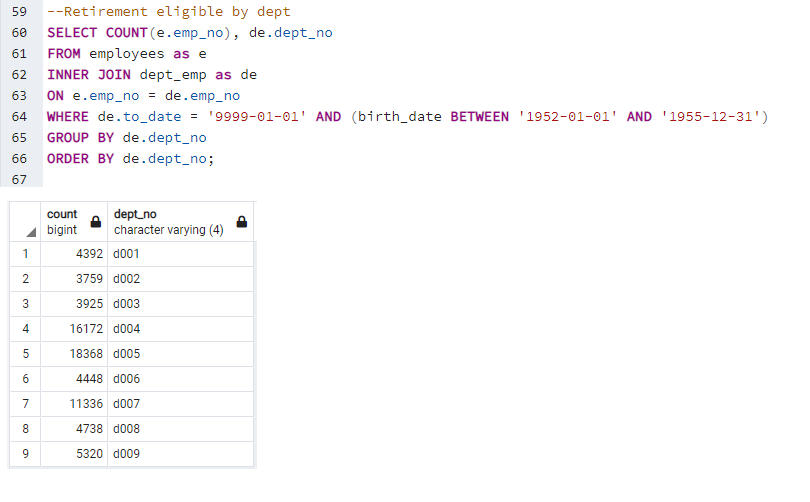 59 --Retirement eligible by dept
60 SELECT COUNT(e.emp_no), de.dept_no
61 FROM employees as e
62 INNER JOIN dept_emp as de
63 ON e.emp_no = de.emp_no
64 WHERE de.to_date = '9999-01-01' AND (birth_date BETWEEN '1952-01-01' AND '1955-12-31')
65 GROUP BY de.dept_no
66 ORDER BY de.dept_no;
67
count dept_no
bigint character varying (4)
1 4392 d001
2 3759 d002
3 3925 d003
4 16172 d004
5 18368 d005
6 4448 d006
7 11336 d007
8 4738 d008
9 5320 d009